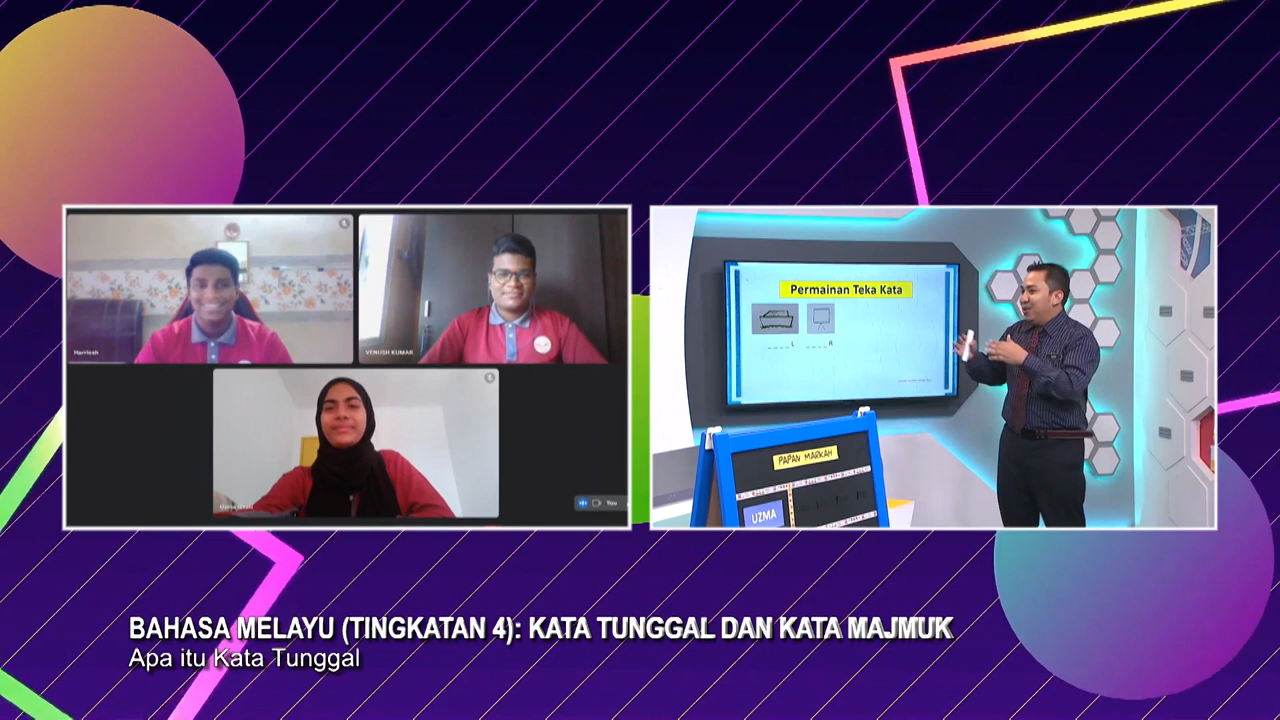 Harrieesh
VENUSH KUMAR
You
Permainan Teka Kata
_ _ _ _ L _ _ _ _ R
PAPAN MARKAH
UZMA
BAHASA MELAYU (TINGKATAN 4): KATA TUNGGAL DAN KATA MAJMUK
Apa itu Kata Tunggal